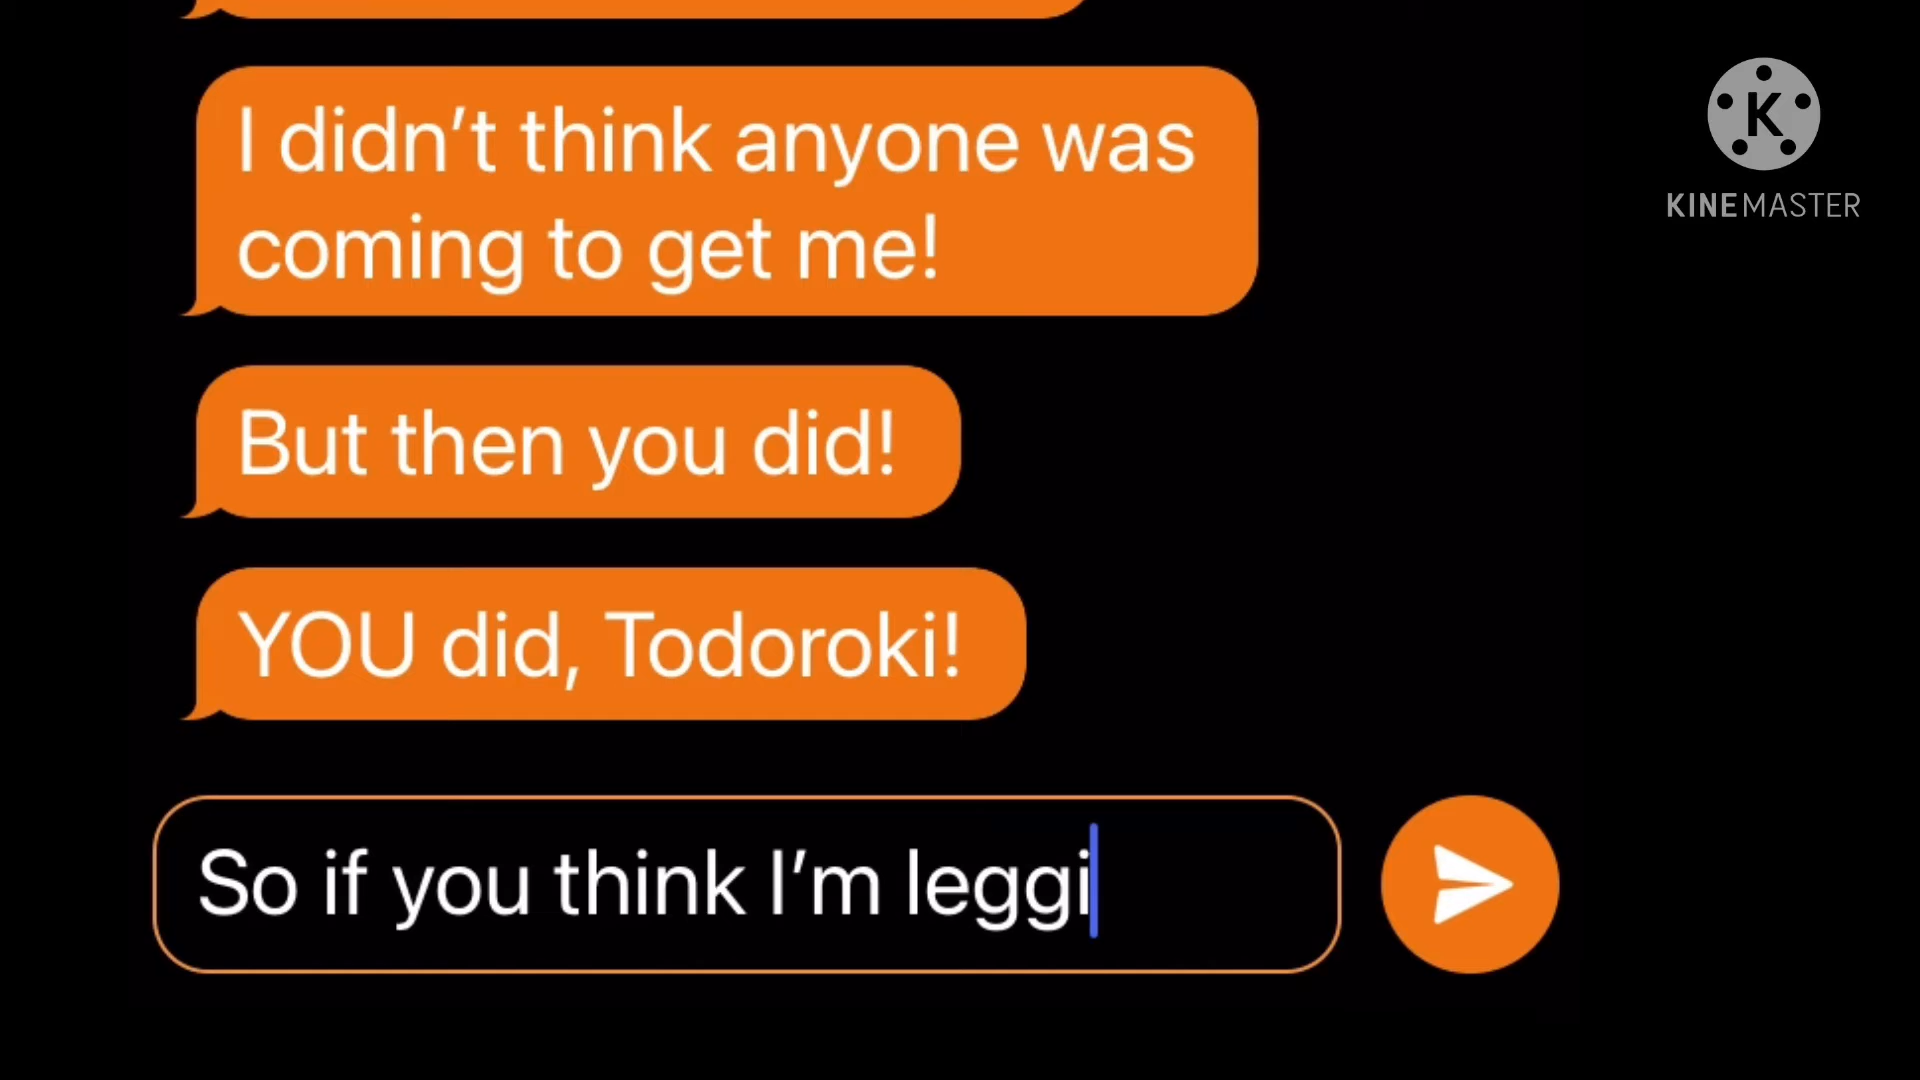 I didn’t think anyone was
coming to get me!
But then you did!
YOU did, Todoroki!
So if you think I’m leggi
K
KINEMASTER